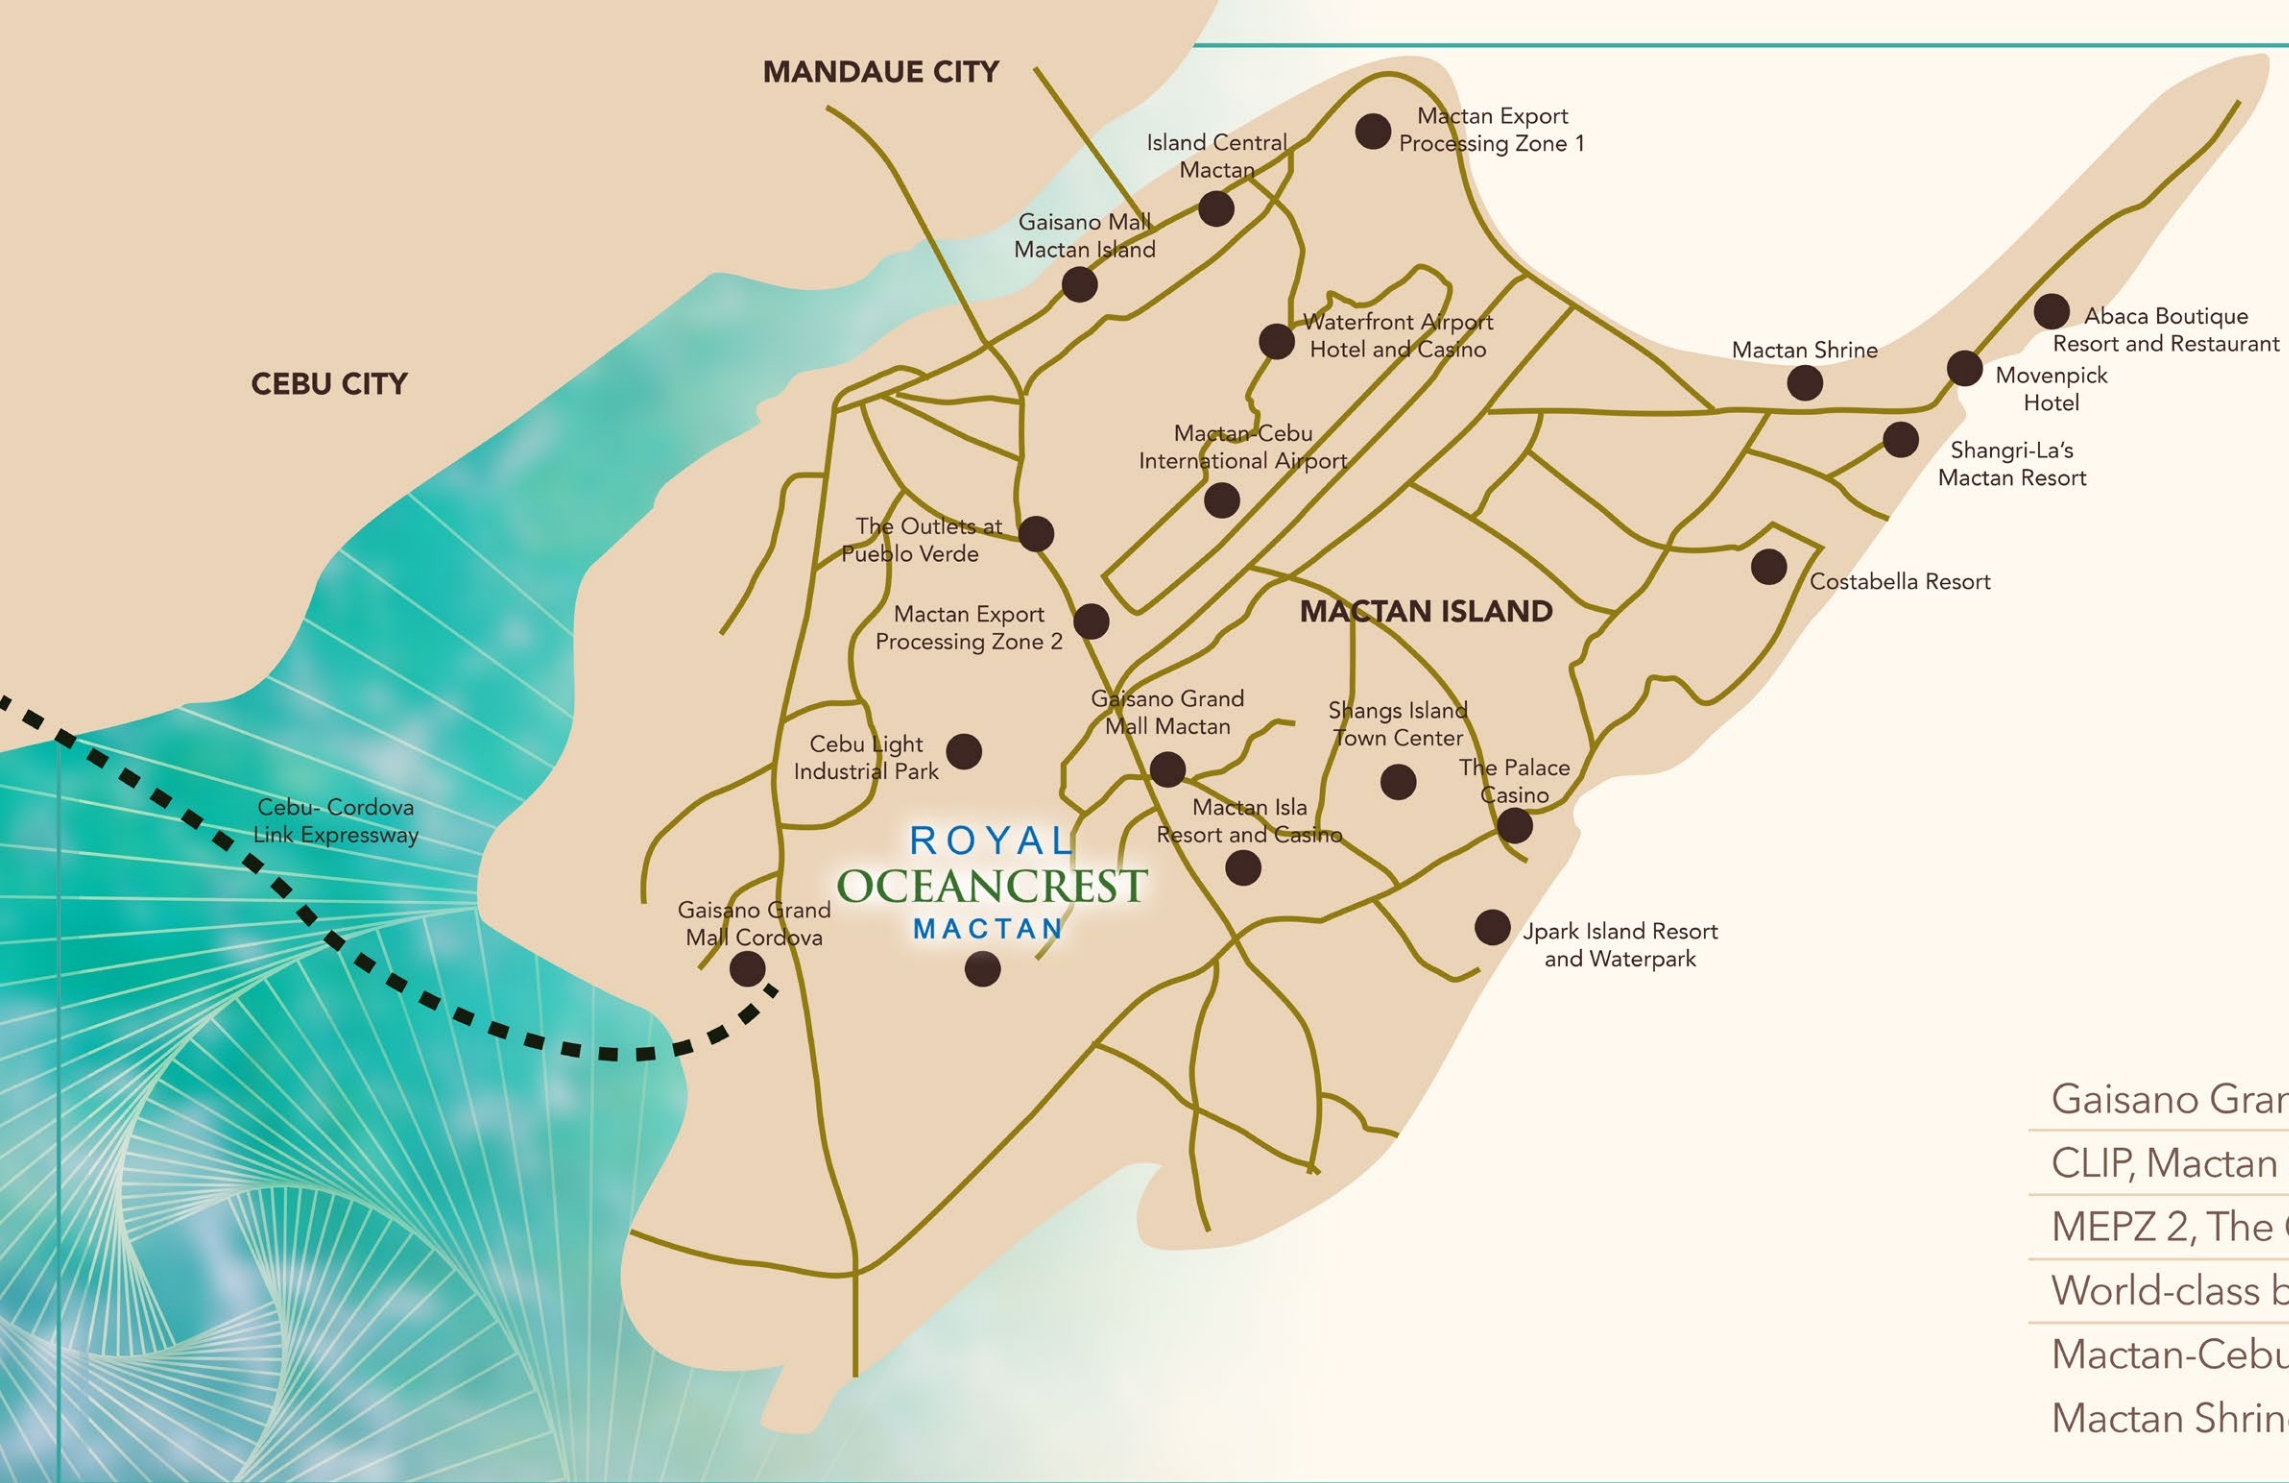 MANDAUE CITY
Mactan Export
Processing Zone 1
Island Central
Mactan
Gaisano Mall
Mactan Island
Waterfront Airport
Hotel and Casino
Mactan Shrine
Abaca Boutique
Resort and Restaurant
Movenpick
Hotel
CEBU CITY
Mactan-Cebu
International Airport
Shangri-La's
Mactan Resort
The Outlets at
Pueblo Verde
Costabella Resort
Mactan Export
Processing Zone 2
MACTAN ISLAND
Gaisano Grand
Mall Mactan
Shangs Island
Town Center
Cebu Light
Industrial Park
The Palace
Casino
Cebu- Cordova
Link Expressway
Mactan Isla
Resort and Casino
ROYAL
OCEANCREST
MACTAN
Gaisano Grand
Mall Cordova
Jpark Island Resort
and Waterpark
Gaisano Gran
CLIP, Mactan
MEPZ 2, The
World-class b
Mactan-Cebu
Mactan Shrin